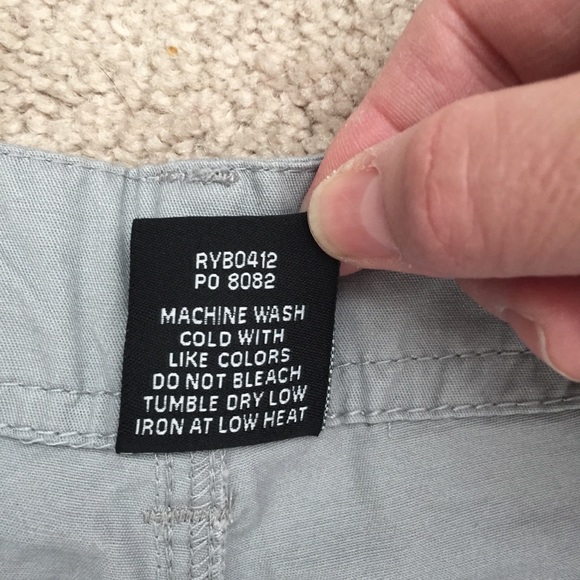 RYB0412
PO 8082
MACHINE WASH
COLD WITH
LIKE COLORS
DO NOT BLEACH
TUMBLE DRY LOW
IRON AT LOW HEAT